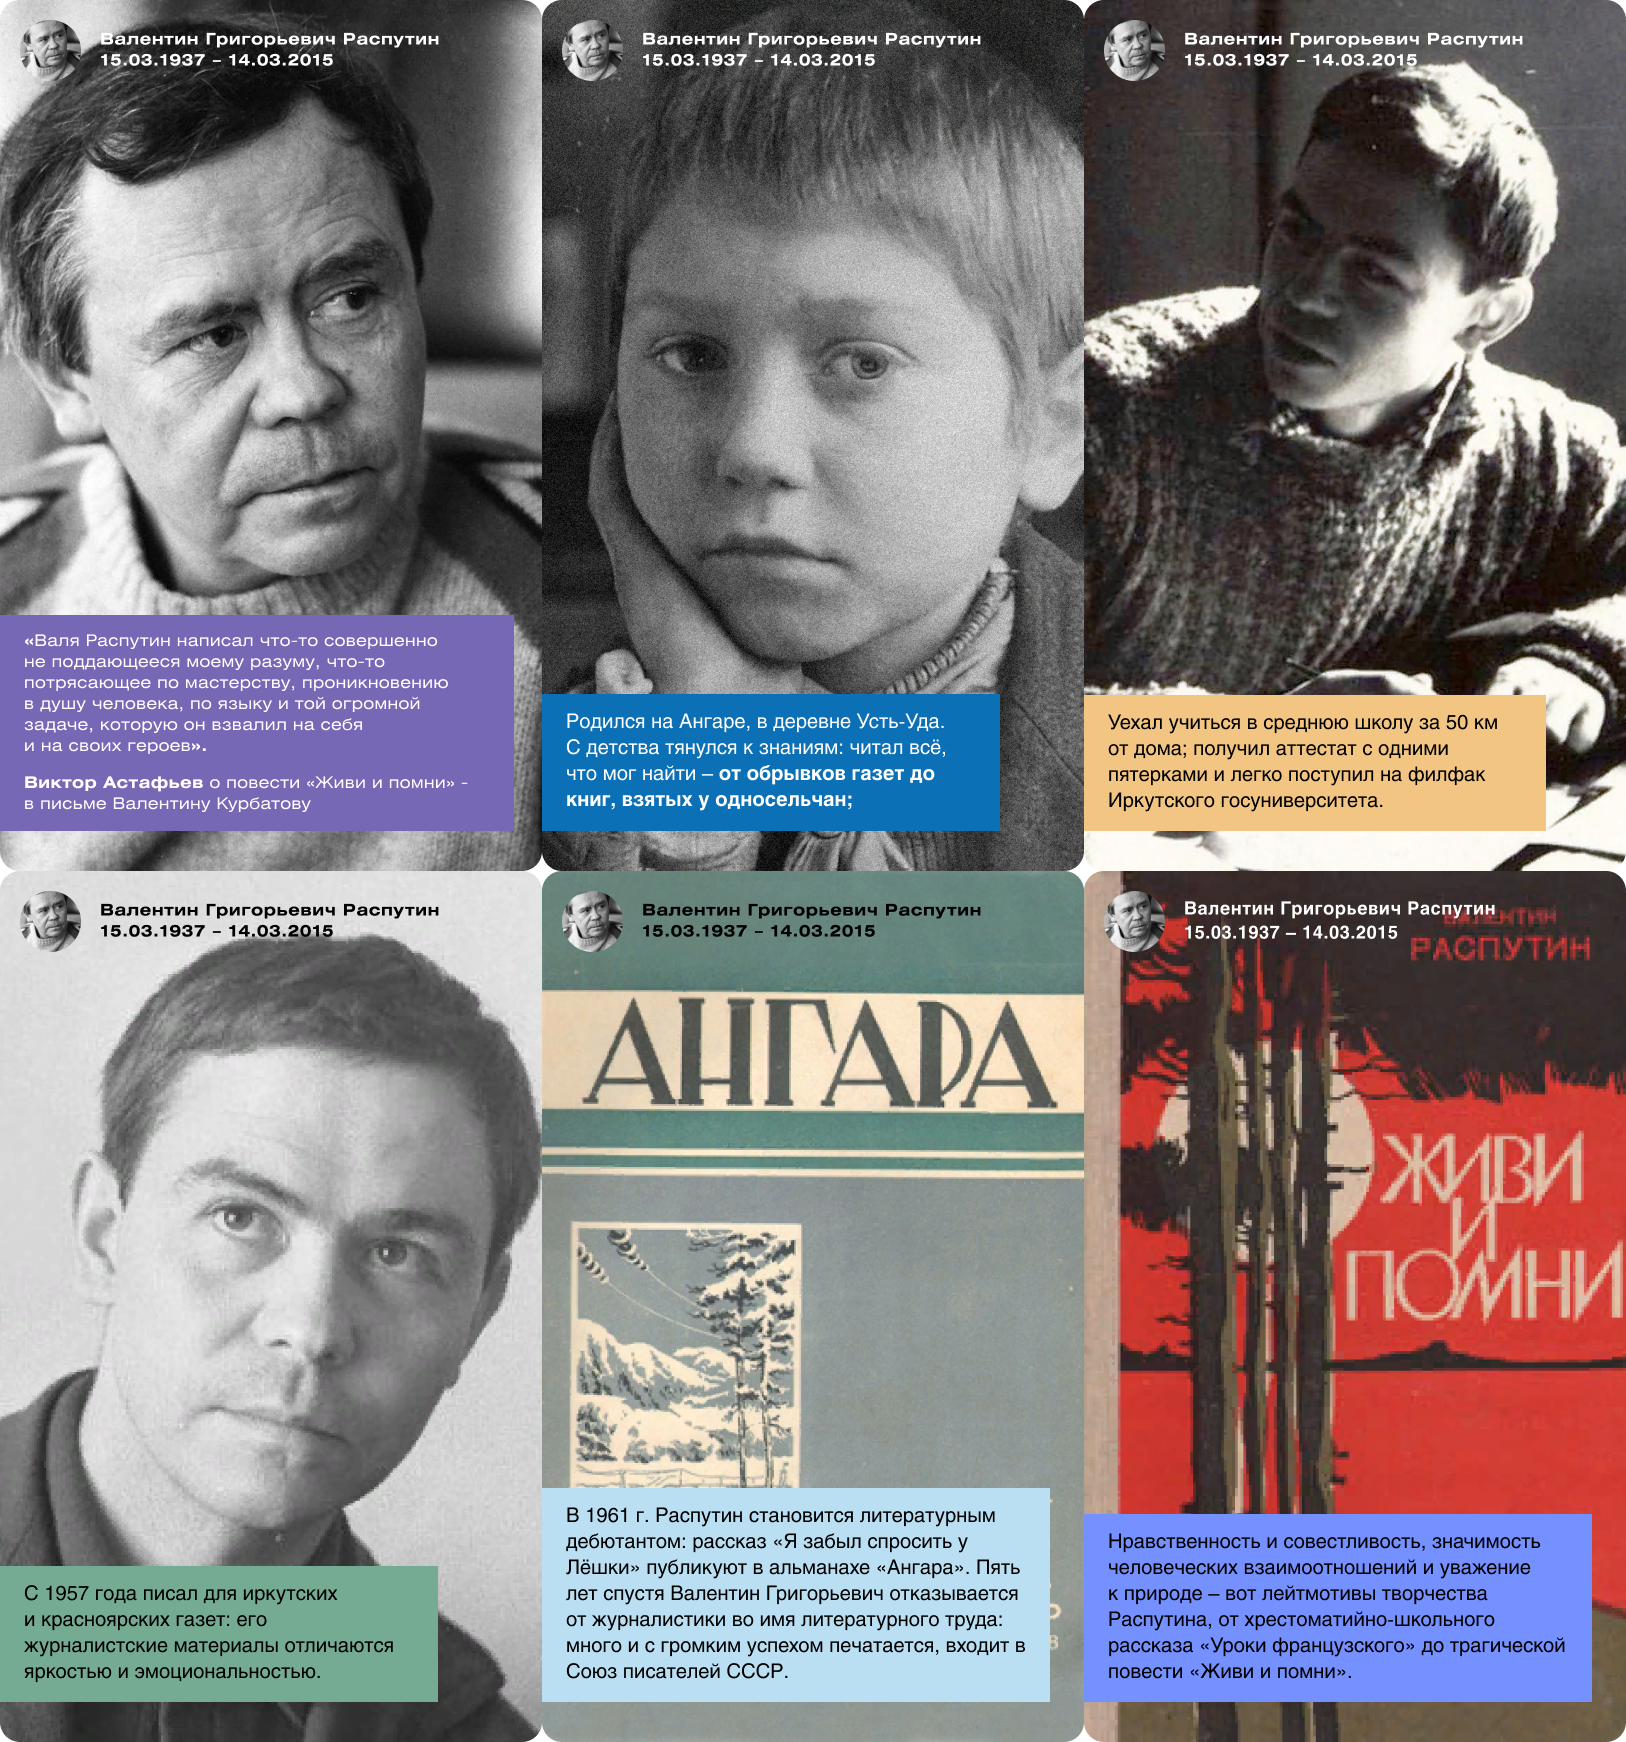 Валентин Григорьевич Распутин
15.03.1937 – 14.03.2015
«Валя Распутин написал что-то совершенно
не поддающееся моему разуму, что-то
потрясающее по мастерству, проникновению
в душу человека, по языку и той огромной
задаче, которую он взвалил на себя
и на своих героев».
Виктор Астафьев о повести «Живи и помни» -
в письме Валентину Курбатову
Валентин Григорьевич Распутин
15.03.1937 – 14.03.2015
Родился на Ангаре, в деревне Усть-Уда.
С детства тянулся к знаниям: читал всё,
что мог найти – от обрывков газет до
книг, взятых у односельчан;
Валентин Григорьевич Распутин
15.03.1937 – 14.03.2015
Уехал учиться в среднюю школу за 50 км
от дома; получил аттестат с одними
пятерками и легко поступил на филфак
Иркутского госуниверситета.
Валентин Григорьевич Распутин
15.03.1937 – 14.03.2015
С 1957 года писал для иркутских
и красноярских газет: его
журналистские материалы отличаются
яркостью и эмоциональностью.
Валентин Григорьевич Распутин
15.03.1937 – 14.03.2015
АНГАРА
В 1961 г. Распутин становится литературным
дебютантом: рассказ «Я забыл спросить у
Лёшки» публикуют в альманахе «Ангара». Пять
лет спустя Валентин Григорьевич отказывается
от журналистики во имя литературного труда:
много и с громким успехом печатается, входит в
Союз писателей СССР.
Валентин Григорьевич Распутин
15.03.1937 – 14.03.2015
ВАЛЕНТИН
РАСПУТИН
ЖИВИ
И
ПОМНИ
Нравственность и совестливость, значимость
человеческих взаимоотношений и уважение
к природе – вот лейтмотивы творчества
Распутина, от хрестоматийно-школьного
рассказа «Уроки французского» до трагической
повести «Живи и помни».